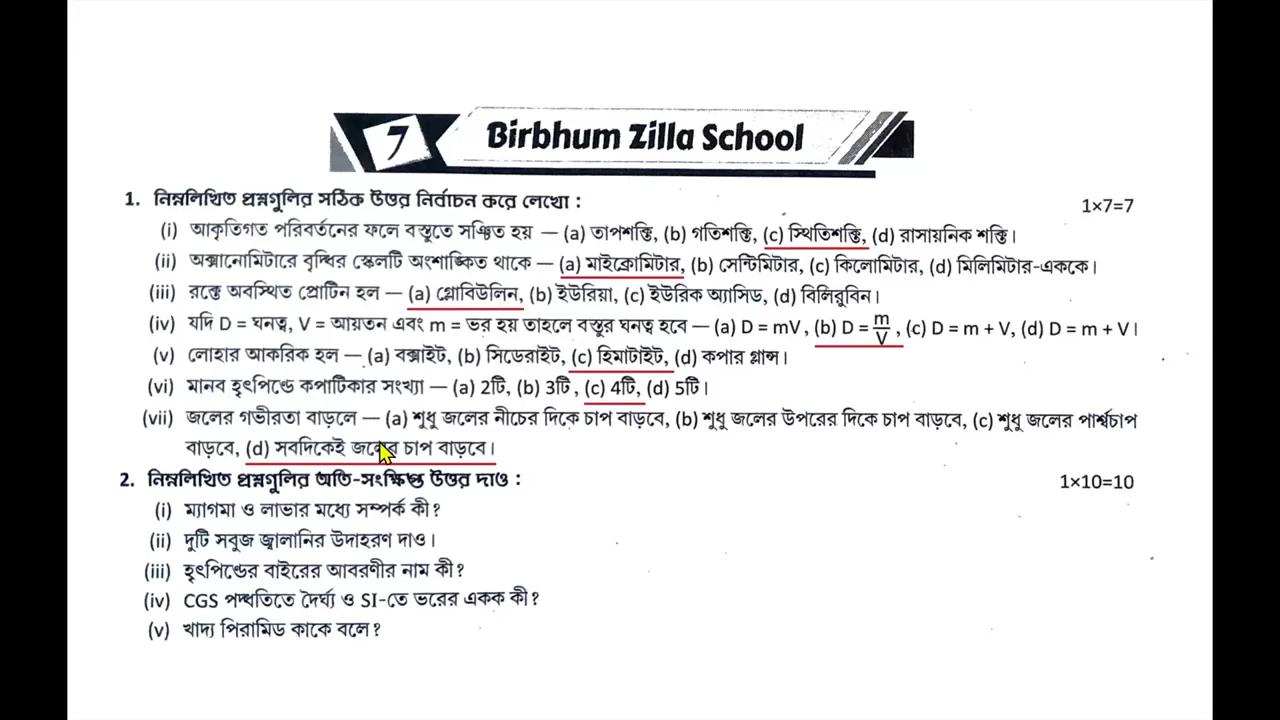 7 Birbhum Zilla School
1. নিম্নলিখিত প্রশ্নগুলির সঠিক উত্তর নির্বাচন করে লেখো : 1×7=7
(i) আকৃতিগত পরিবর্তনের ফলে বস্তুতে সঞ্চিত হয় — (a) তাপশক্তি, (b) গতিশক্তি, (c) স্থিতিশক্তি, (d) রাসায়নিক শক্তি।
(ii) অক্সানোমিটারে বৃদ্ধির স্কেলটি অংশাঙ্কিত থাকে — (a) মাইক্রোমিটার, (b) সেন্টিমিটার, (c) কিলোমিটার, (d) মিলিমিটার-এককে।
(iii) রক্তে অবস্থিত প্রোটিন হল — (a) গ্লোবিউলিন, (b) ইউরিয়া, (c) ইউরিক অ্যাসিড, (d) বিলিরুবিন।
(iv) যদি D = ঘনত্ব, V = আয়তন এবং m = ভর হয় তাহলে বস্তুর ঘনত্ব হবে — (a) D = mV, (b) D = m/V, (c) D = m + V, (d) D = m + V।
(v) লোহার আকরিক হল — (a) বক্সাইট, (b) সিডেরাইট, (c) হিমাটাইট, (d) কপার গ্লান্স।
(vi) মানব হৃৎপিন্ডে কপাটিকার সংখ্যা — (a) 2টি, (b) 3টি, (c) 4টি, (d) 5টি।
(vii) জলের গভীরতা বাড়লে — (a) শুধু জলের নীচের দিকে চাপ বাড়বে, (b) শুধু জলের উপরের দিকে চাপ বাড়বে, (c) শুধু জলের পার্শ্বচাপ
বাড়বে, (d) সবদিকেই জলের চাপ বাড়বে।
2. নিম্নলিখিত প্রশ্নগুলির অতি-সংক্ষিপ্ত উত্তর দাও : 1×10=10
(i) ম্যাগমা ও লাভার মধ্যে সম্পর্ক কী?
(ii) দুটি সবুজ জ্বালানির উদাহরণ দাও।
(iii) হৃৎপিন্ডের বাইরের আবরণীর নাম কী?
(iv) CGS পদ্ধতিতে দৈর্ঘ্য ও SI-তে ভরের একক কী?
(v) খাদ্য পিরামিড কাকে বলে?